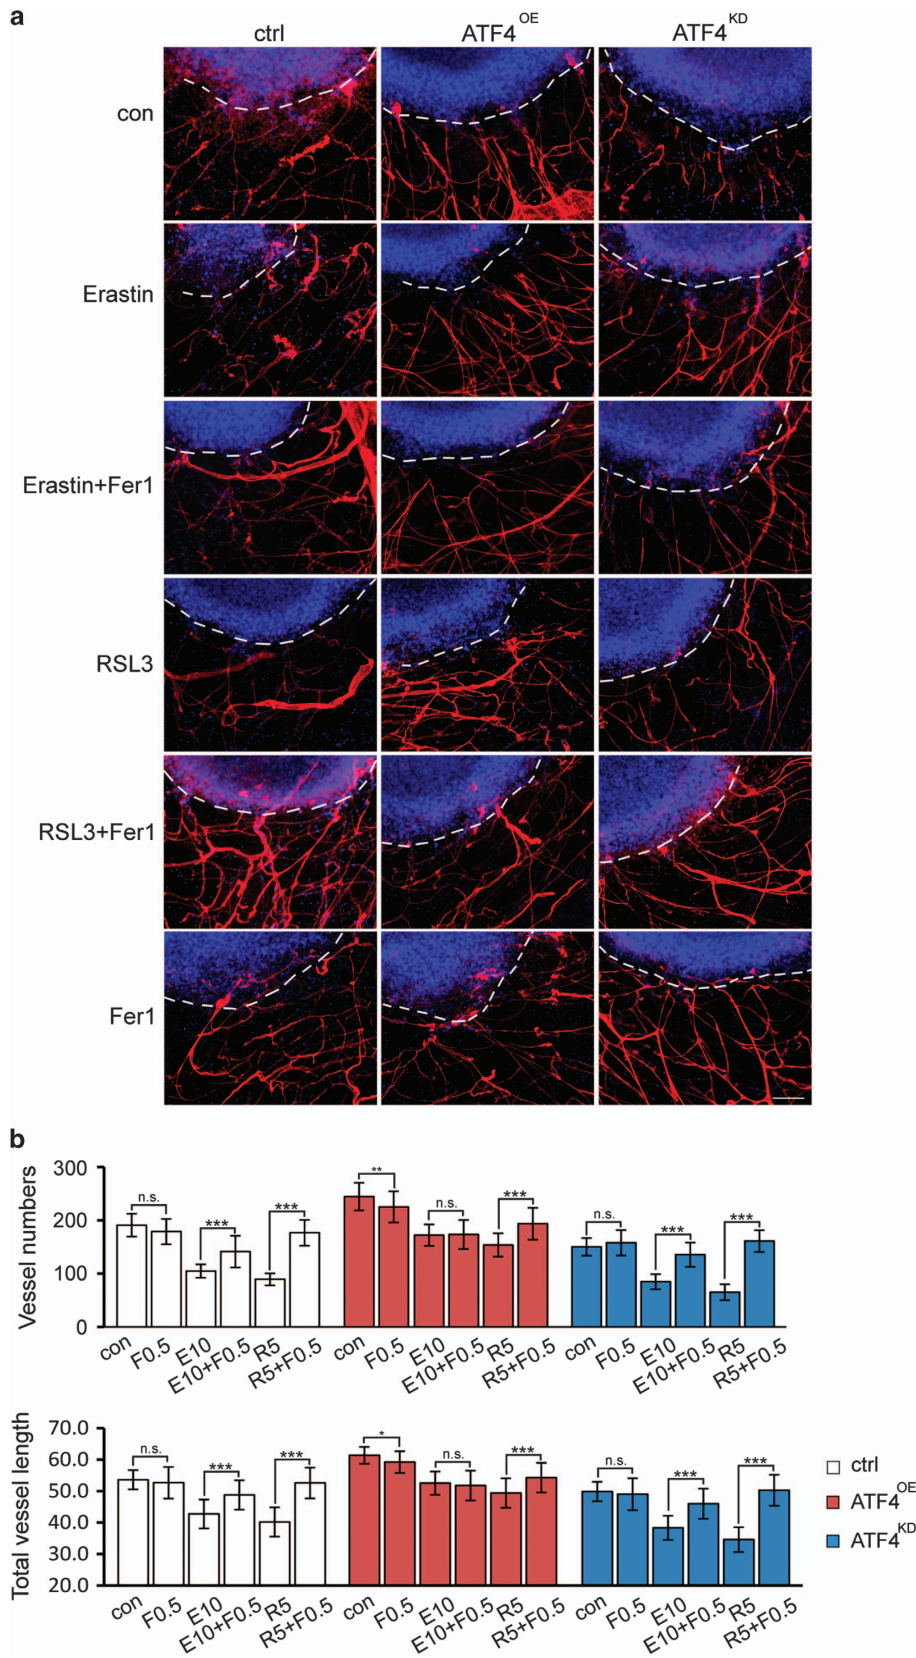 a
ctrl ATF4OE ATF4KD
con
Erastin
Erastin+Fer1
RSL3
RSL3+Fer1
Fer1
b
Vessel numbers
300
200
100
0
n.s. *** *** ** n.s. *** n.s. *** ***
con F0.5 E10 E10+F0.5 R5 R5+F0.5 con F0.5 E10 E10+F0.5 R5 R5+F0.5 con F0.5 E10 E10+F0.5 R5 R5+F0.5
Total vessel length
70.0
60.0
50.0
40.0
30.0
20.0
n.s. *** *** * n.s. *** n.s. *** ***
con F0.5 E10 E10+F0.5 R5 R5+F0.5 con F0.5 E10 E10+F0.5 R5 R5+F0.5 con F0.5 E10 E10+F0.5 R5 R5+F0.5
ctrl
ATF4OE
ATF4KD